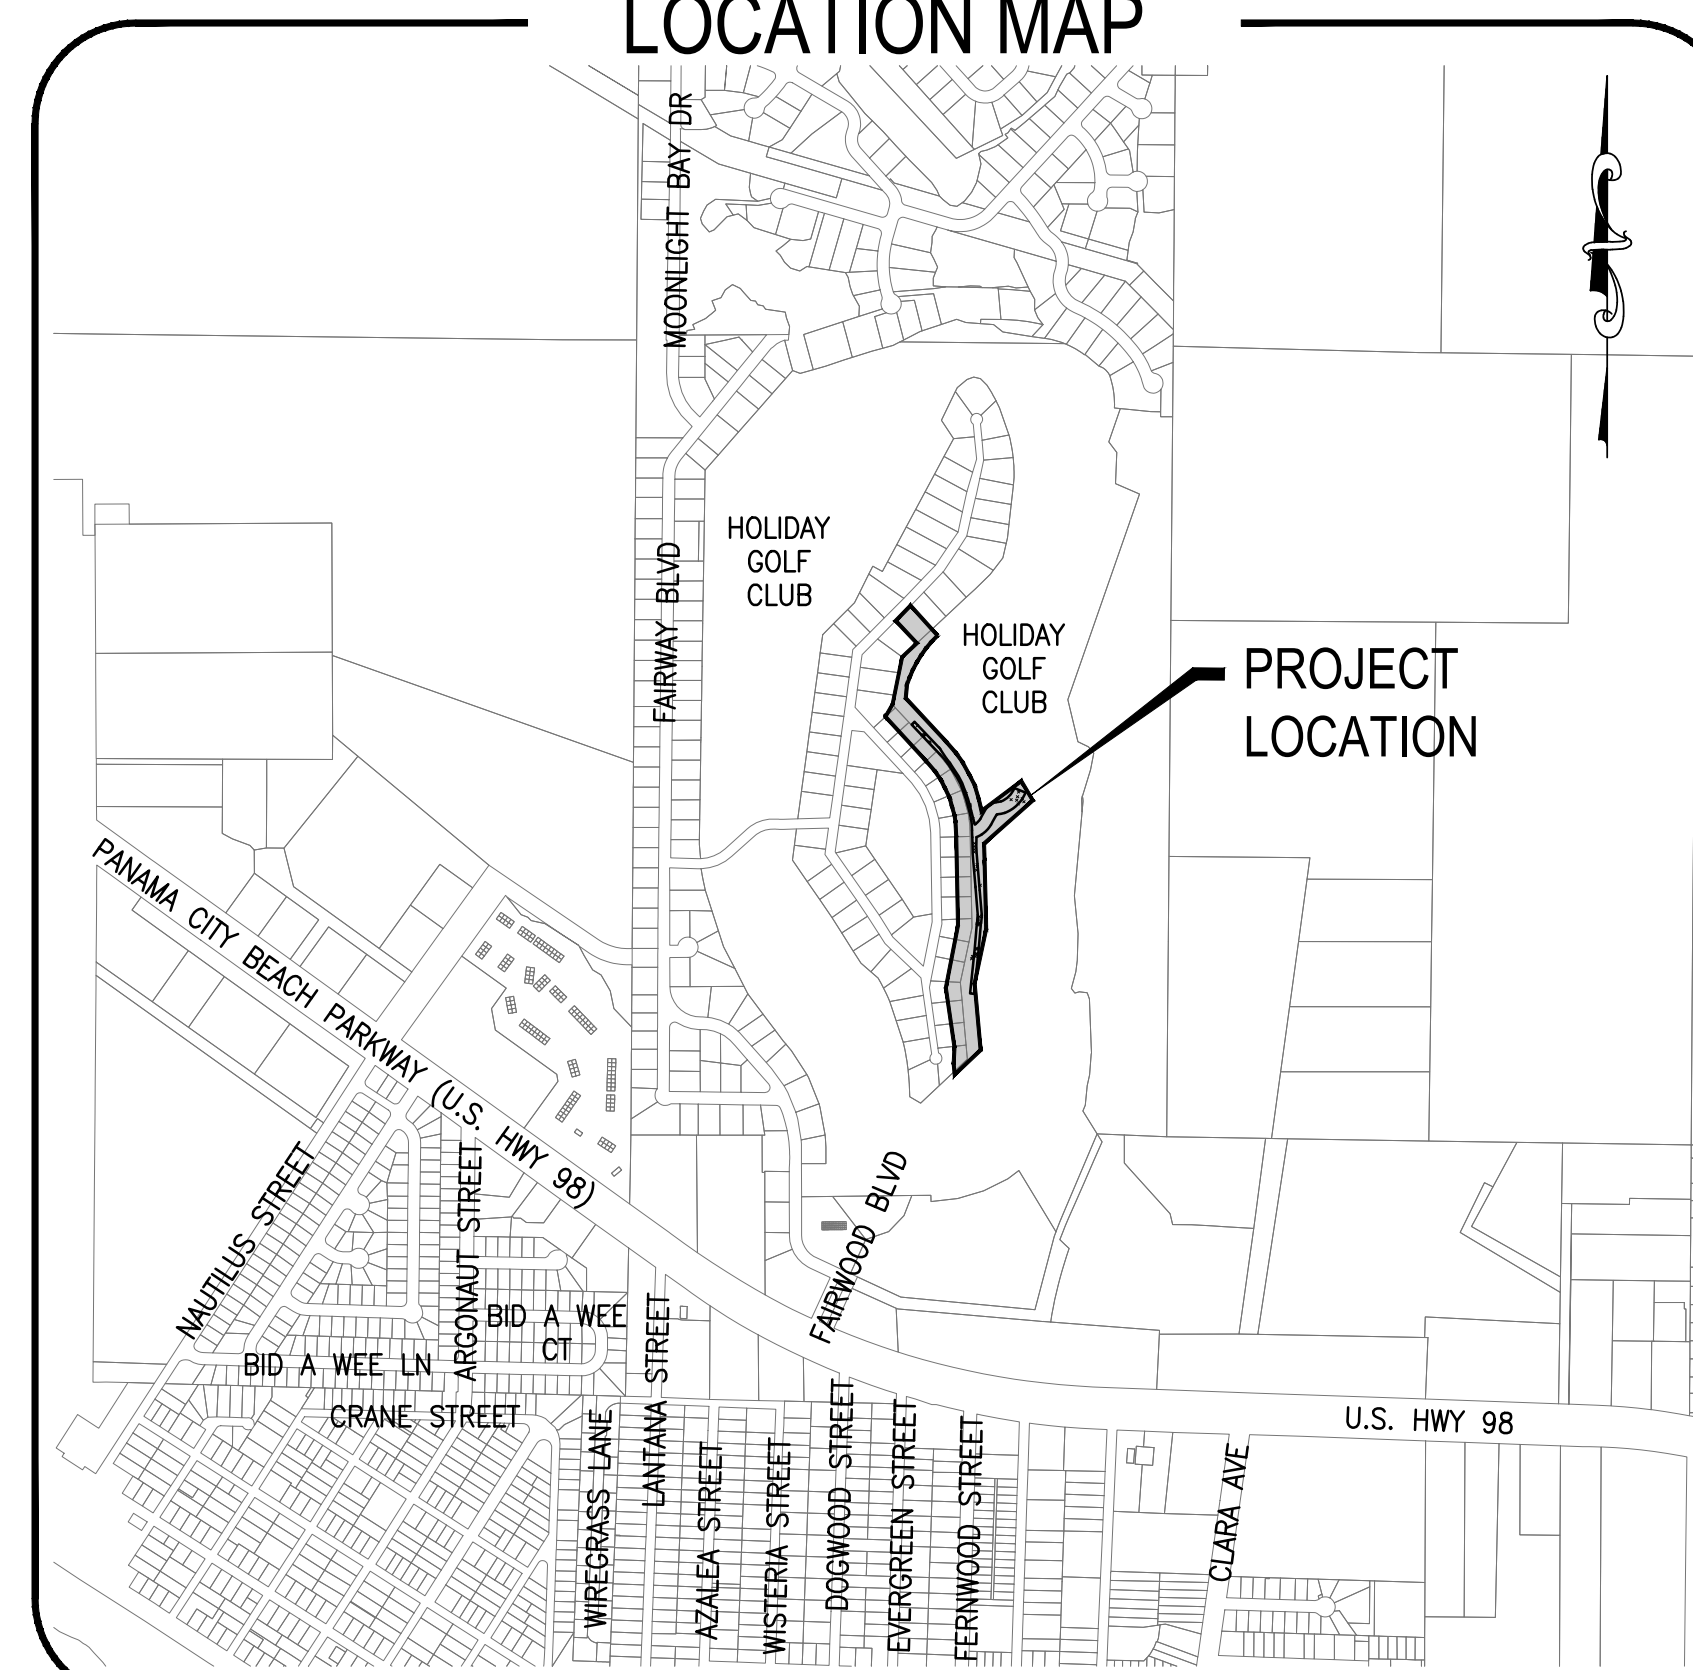 LOCATION MAP
MOONLIGHT BAY DR
HOLIDAY
GOLF
CLUB
FAIRWAY BLVD
HOLIDAY
GOLF
CLUB
PROJECT
LOCATION
PANAMA CITY BEACH PARKWAY (U.S. HWY 98)
NAUTILUS STREET
ARGONAUT STREET
FAIRWOOD BLVD
BID A WEE
CT
BID A WEE LN
CRANE STREET
WIREGRASS LANE
LANTANA STREET
AZALEA STREET
WISTERIA STREET
DOGWOOD STREET
EVERGREEN STREET
FERNWOOD STREET
U.S. HWY 98
CLARA AVE